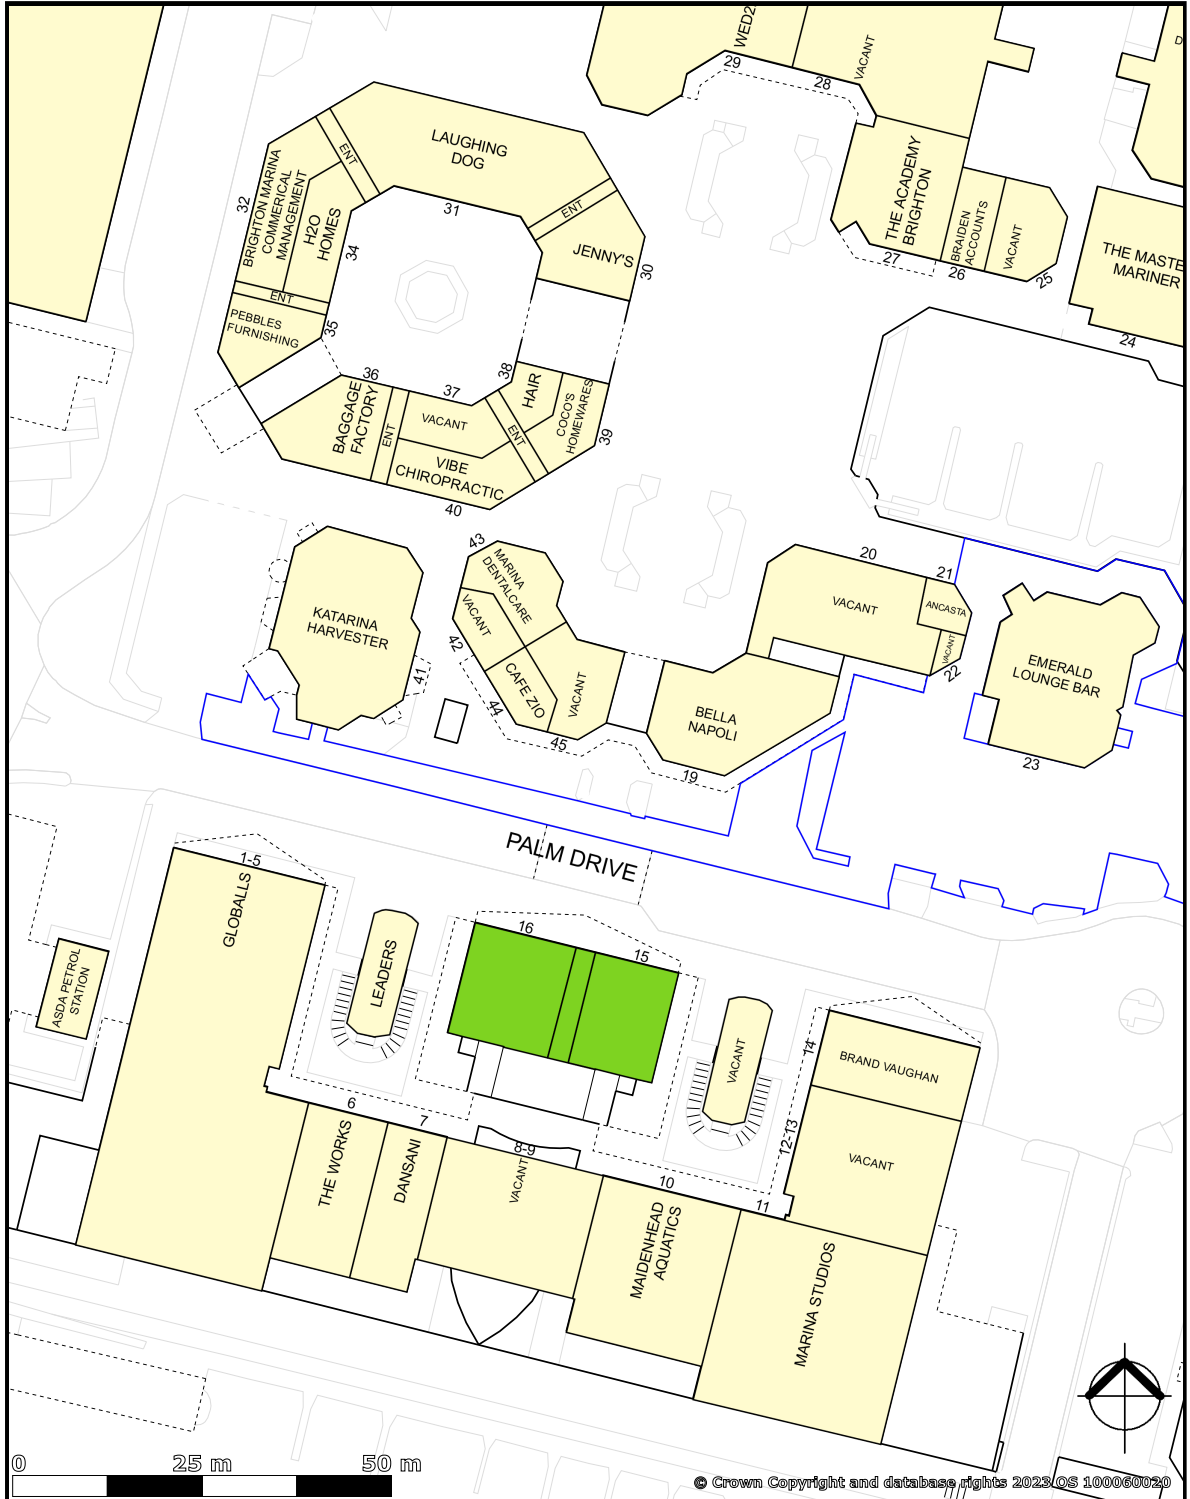 WED2
29
28
VACANT
D
LAUGHING
DOG
ENT
ENT
31
32
BRIGHTON MARINA
COMMERICAL
MANAGEMENT
H2O
HOMES
34
JENNY'S
30
ENT
PEBBLES
FURNISHING
35
THE ACADEMY
BRIGHTON
BRAIDEN
ACCOUNTS
VACANT
27
26
25
THE MASTE
MARINER
24
36
37
38
BAGGAGE
FACTORY
ENT
VACANT
ENT
HAIR
COCO'S
HOMEWARES
39
VIBE
CHIROPRACTIC
40
43
MARINA
DENTALCARE
VACANT
42
CAFE ZIO
VACANT
44
45
KATARINA
HARVESTER
41
20
21
VACANT
ANCASTA
VACANT
22
BELLA
NAPOLI
19
EMERALD
LOUNGE BAR
23
PALM DRIVE
1-5
GLOBALLS
LEADERS
16
15
ASDA PETROL
STATION
VACANT
14
BRAND VAUGHAN
12-13
VACANT
6
7
8-9
10
11
THE WORKS
DANSANI
VACANT
MAIDENHEAD
AQUATICS
MARINA STUDIOS
0
25 m
50 m
© Crown Copyright and database rights 2023 OS 100060020